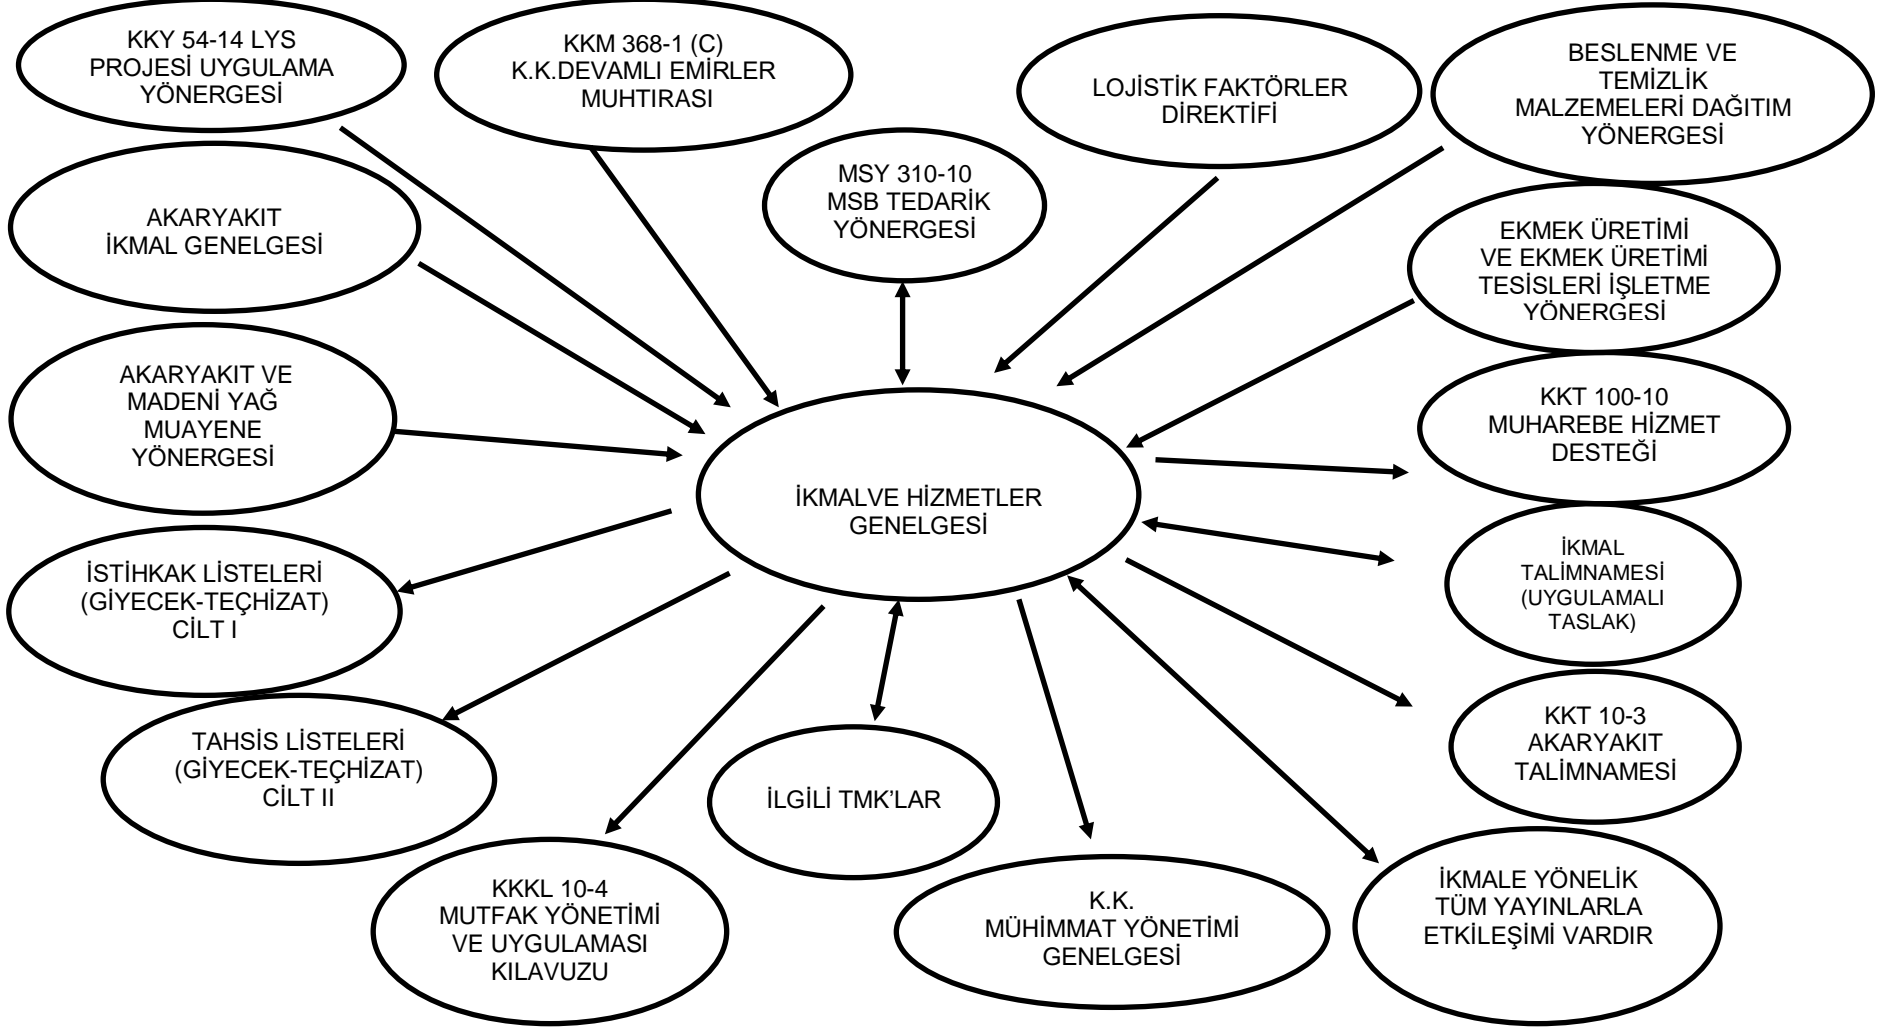 KKY 54-14 LYS
PROJESİ UYGULAMA
YÖNERGESİ
KKM 368-1 (C)
K.K.DEVAMLI EMİRLER
MUHTIRASI
LOJİSTİK FAKTÖRLER
DİREKTİFİ
BESLENME VE
TEMİZLİK
MALZEMELERİ DAĞITIM
YÖNERGESİ
MSY 310-10
MSB TEDARİK
YÖNERGESİ
AKARYAKIT
İKMAL GENELGESİ
EKMEK ÜRETİMİ
VE EKMEK ÜRETİMİ
TESİSLERİ İŞLETME
YÖNERGESİ
AKARYAKIT VE
MADENİ YAĞ
MUAYENE
YÖNERGESİ
KKT 100-10
MUHAREBE HİZMET
DESTEĞİ
İKMALVE HİZMETLER
GENELGESİ
İSTİHKAK LİSTELERİ
(GİYECEK-TEÇHİZAT)
CİLT I
İKMAL
TALİMNAMESİ
(UYGULAMALI
TASLAK)
TAHSİS LİSTELERİ
(GİYECEK-TEÇHİZAT)
CİLT II
KKT 10-3
AKARYAKIT
TALİMNAMESİ
İLGİLİ TMK'LAR
KKKL 10-4
MUTFAK YÖNETİMİ
VE UYGULAMASI
KILAVUZU
K.K.
MÜHİMMAT YÖNETİMİ
GENELGESİ
İKMALE YÖNELİK
TÜM YAYINLARLA
ETKİLEŞİMİ VARDIR